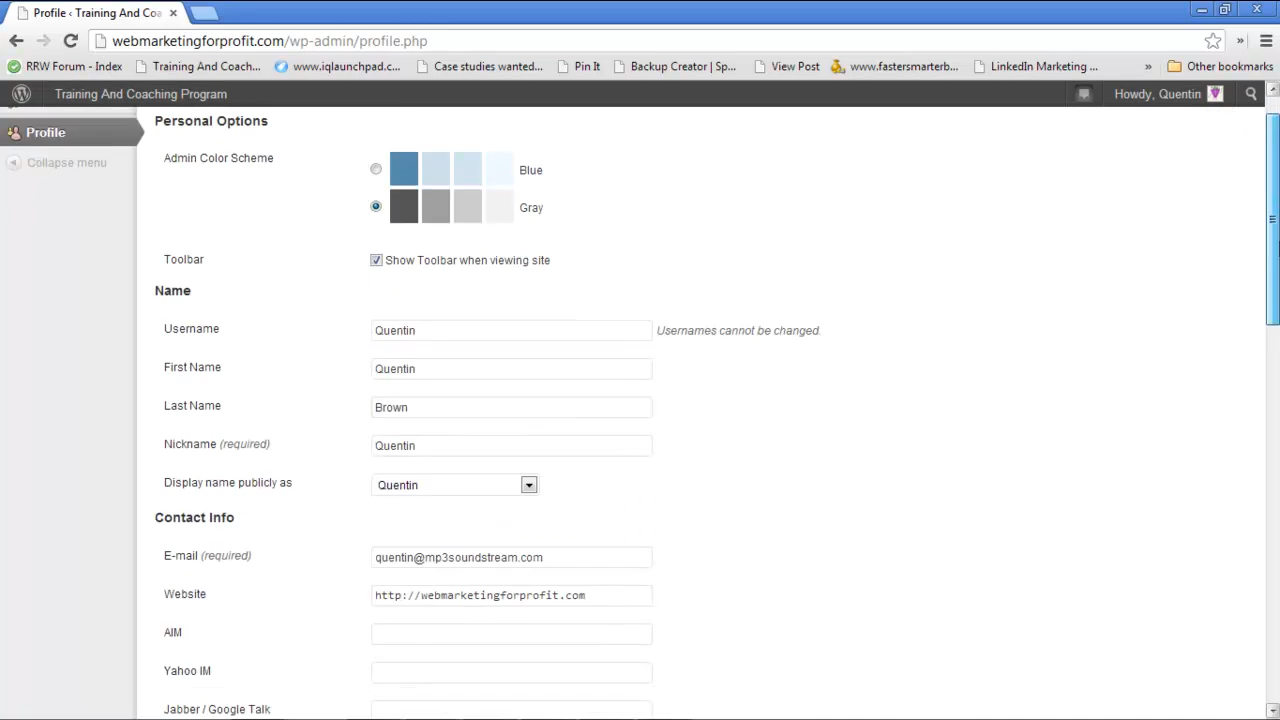 Profile ‹ Training And Coa
webmarketingforprofit.com/wp-admin/profile.php
RRW Forum - Index Training And Coach... www.iqlaunchpad.c... Case studies wanted... Pin It Backup Creator | Sp... View Post www.fastersmarterb... LinkedIn Marketing ... » Other bookmarks
Training And Coaching Program Howdy, Quentin
Profile
Collapse menu
Personal Options
Admin Color Scheme
Blue
Gray
Toolbar Show Toolbar when viewing site
Name
Username Quentin Usernames cannot be changed.
First Name Quentin
Last Name Brown
Nickname (required) Quentin
Display name publicly as Quentin
Contact Info
E-mail (required) quentin@mp3soundstream.com
Website http://webmarketingforprofit.com
AIM
Yahoo IM
Jabber / Google Talk